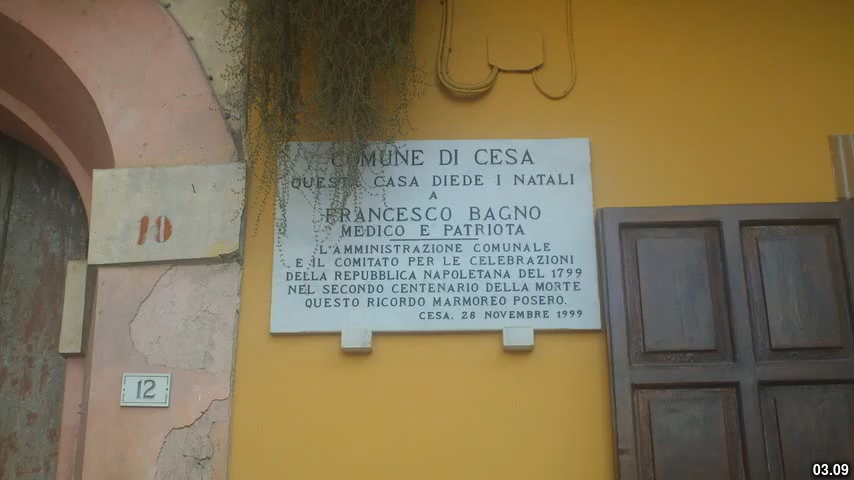 COMUNE DI CESA
QUESTA CASA DIEDE I NATALI
A
FRANCESCO BAGNO
MEDICO E PATRIOTA
L'AMMINISTRAZIONE COMUNALE
E IL COMITATO PER LE CELEBRAZIONI
DELLA REPUBBLICA NAPOLETANA DEL 1799
NEL SECONDO CENTENARIO DELLA MORTE
QUESTO RICORDO MARMOREO POSERO.
CESA, 28 NOVEMBRE 1999
10
12
03.09